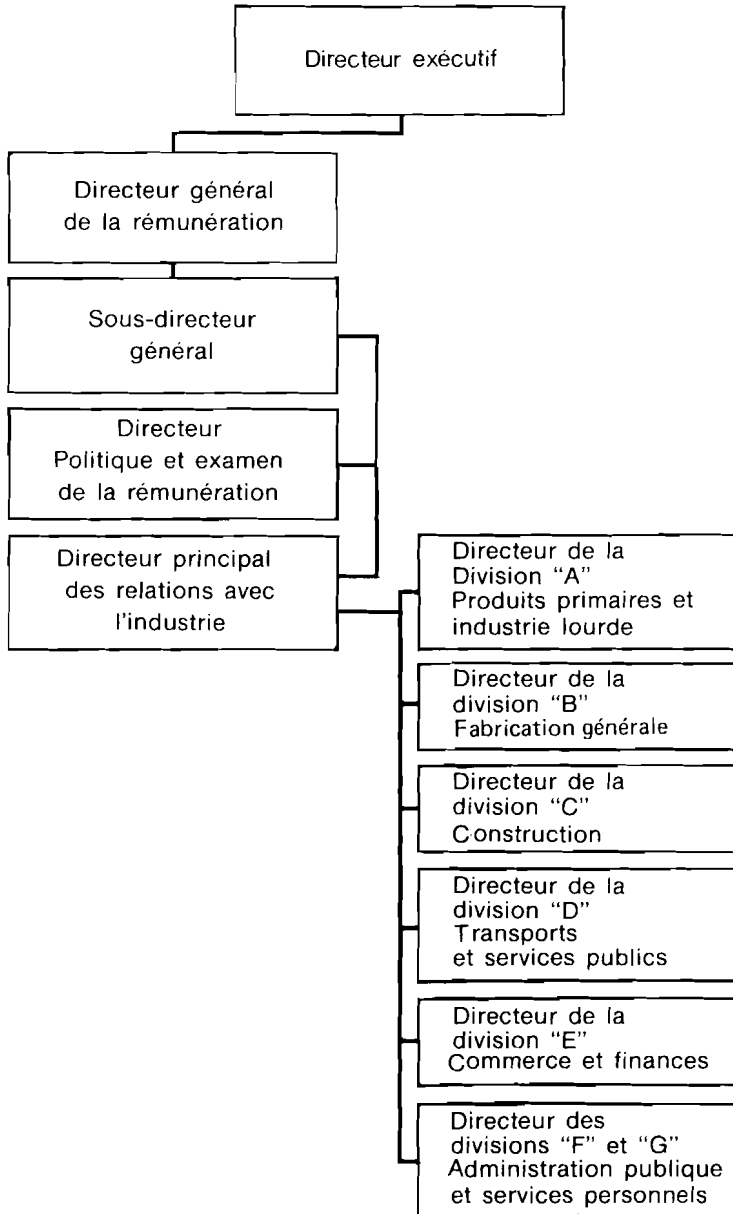 Directeur exécutif
Directeur général
de la rémunération
Sous-directeur
général
Directeur
Politique et examen
de la rémunération
Directeur principal
des relations avec
l'industrie
Directeur de la
Division "A"
Produits primaires et
industrie lourde
Directeur de la
division "B"
Fabrication générale
Directeur de la
division "C"
Construction
Directeur de la
division "D"
Transports
et services publics
Directeur de la
division "E"
Commerce et finances
Directeur des
divisions "F" et "G"
Administration publique
et services personnels